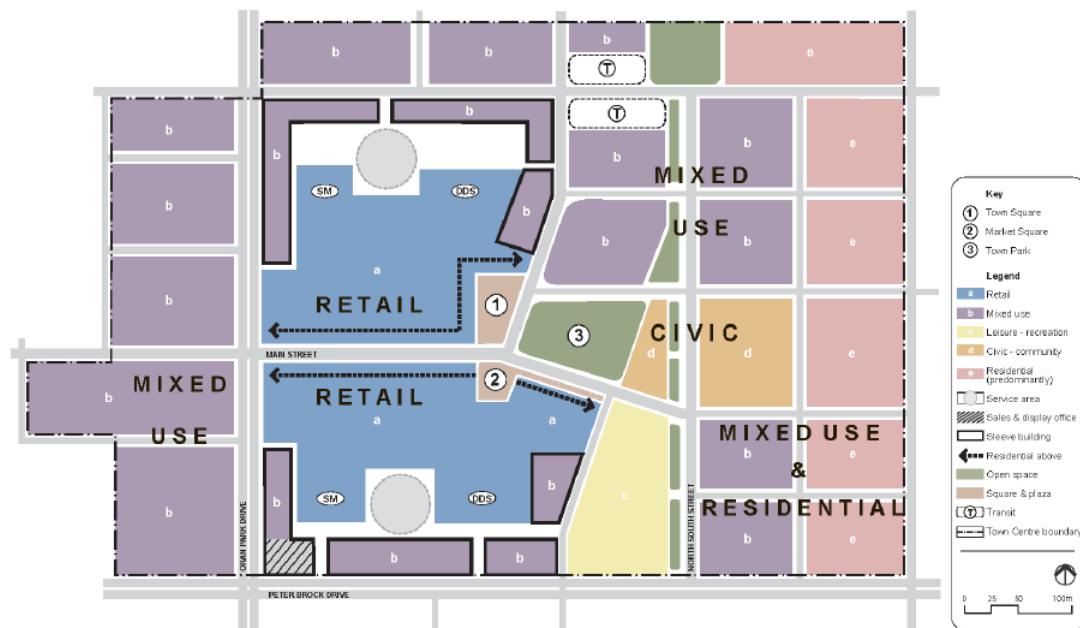 b
b
b
e
T
T
b
b
b
b
b
b
e
SM
DDS
MIXED
b
b
USE
b
b
e
a
b
RETAIL
1
3
CIVIC
d
d
e
MAIN STREET
2
MIXED
b
USE
RETAIL
a
a
MIXED USE
b
e
&
RESIDENTIAL
b
b
SM
DDS
b
c
b
e
b
b
ORAN PARK DRIVE
NORTH SOUTH STREET
PETER BROCK DRIVE
Key
1 Town Square
2 Market Square
3 Town Park
Legend
a Retail
b Mixed use
c Leisure - recreation
d Civic - community
e Residential
(predominantly)
Service area
Sales & display office
Sleeve building
Residential above
Open space
Square & plaza
T Transit
Town Centre boundary
0 25 50 100m